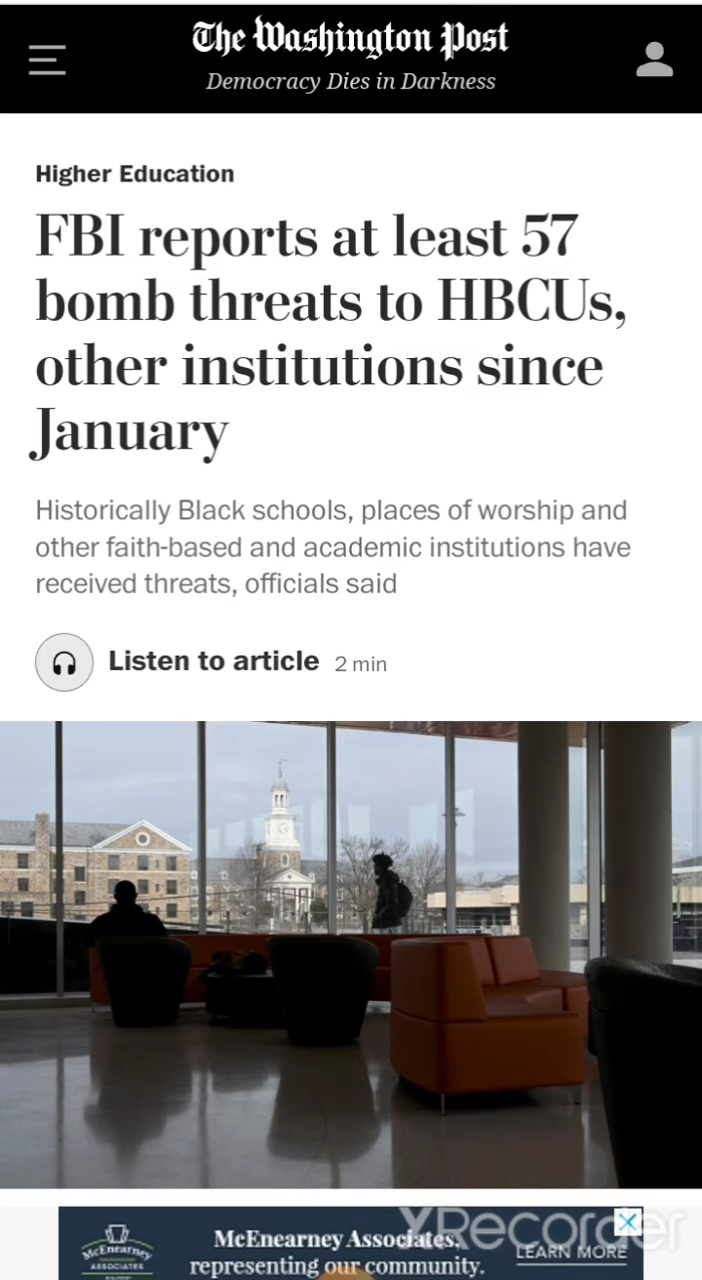 The Washington Post
Democracy Dies in Darkness
Higher Education
FBI reports at least 57
bomb threats to HBCUs,
other institutions since
January
Historically Black schools, places of worship and
other faith-based and academic institutions have
received threats, officials said
Listen to article 2 min
McEnearney
ASSOCIATES
McEnearney Associates,
representing our community.
LEARN MORE
XRecorder